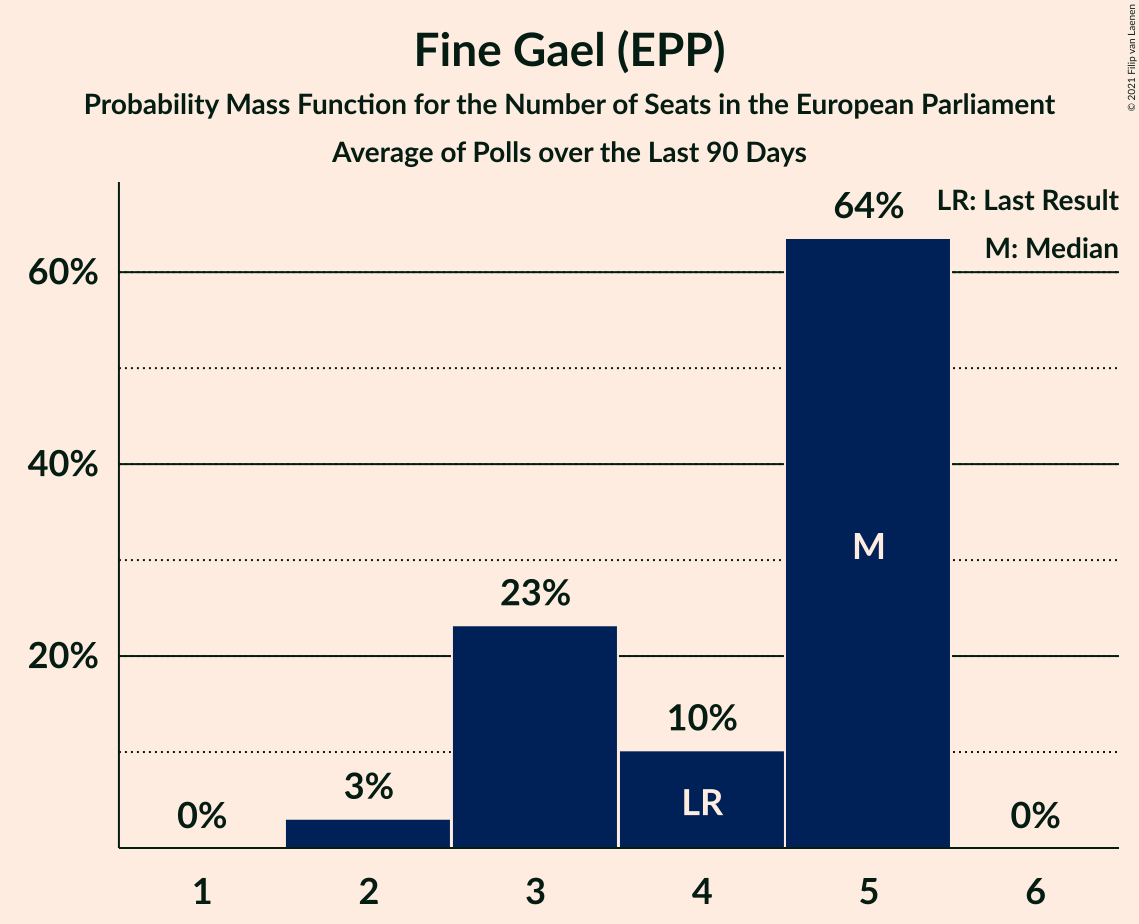 Fine Gael (EPP)
Probability Mass Function for the Number of Seats in the European Parliament
Average of Polls over the Last 90 Days
© 2021 Filip van Laenen
LR: Last Result
M: Median
60%
40%
20%
0%
3%
23%
10%
64%
0%
LR
M
1
2
3
4
5
6